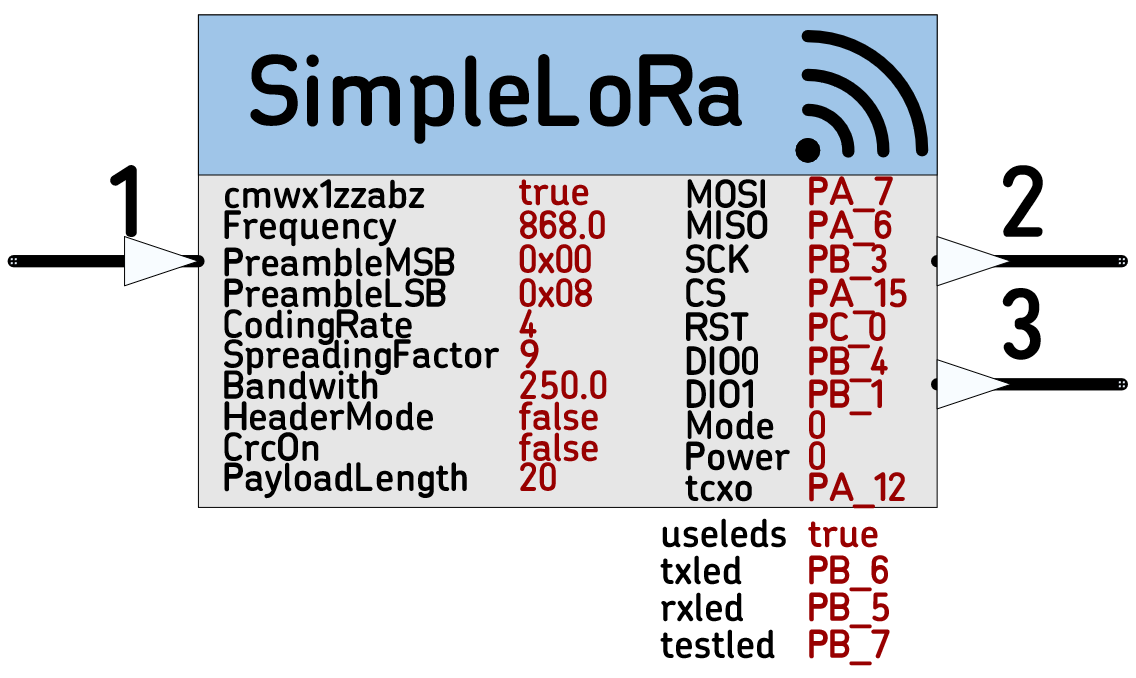 SimpleLoRa
1
2
3
cmwx1zzabz true
Frequency 868.0
PreambleMSB 0x00
PreambleLSB 0x08
CodingRate 4
SpreadingFactor 9
Bandwith 250.0
HeaderMode false
CrcOn false
PayloadLength 20
MOSI PA_7
MISO PA_6
SCK PB_3
CS PA_15
RST PC_0
DIO0 PB_4
DIO1 PB_1
Mode 0
Power 0
tcxo PA_12
useleds true
txled PB_6
rxled PB_5
testled PB_7